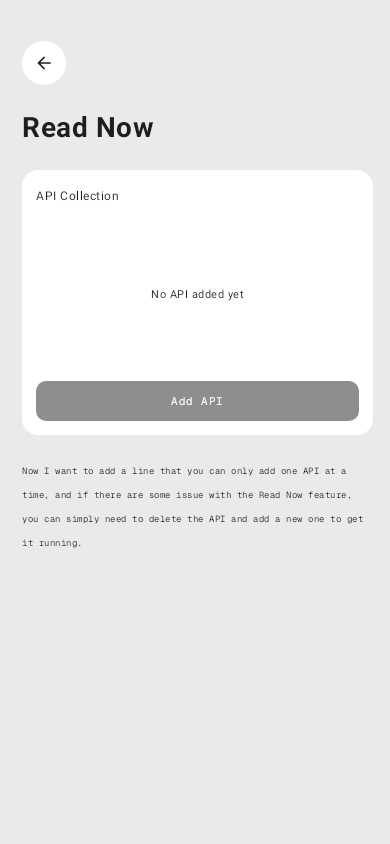 Read Now
API Collection
No API added yet
Add API
Now I want to add a line that you can only add one API at a
time, and if there are some issue with the Read Now feature,
you can simply need to delete the API and add a new one to get
it running.